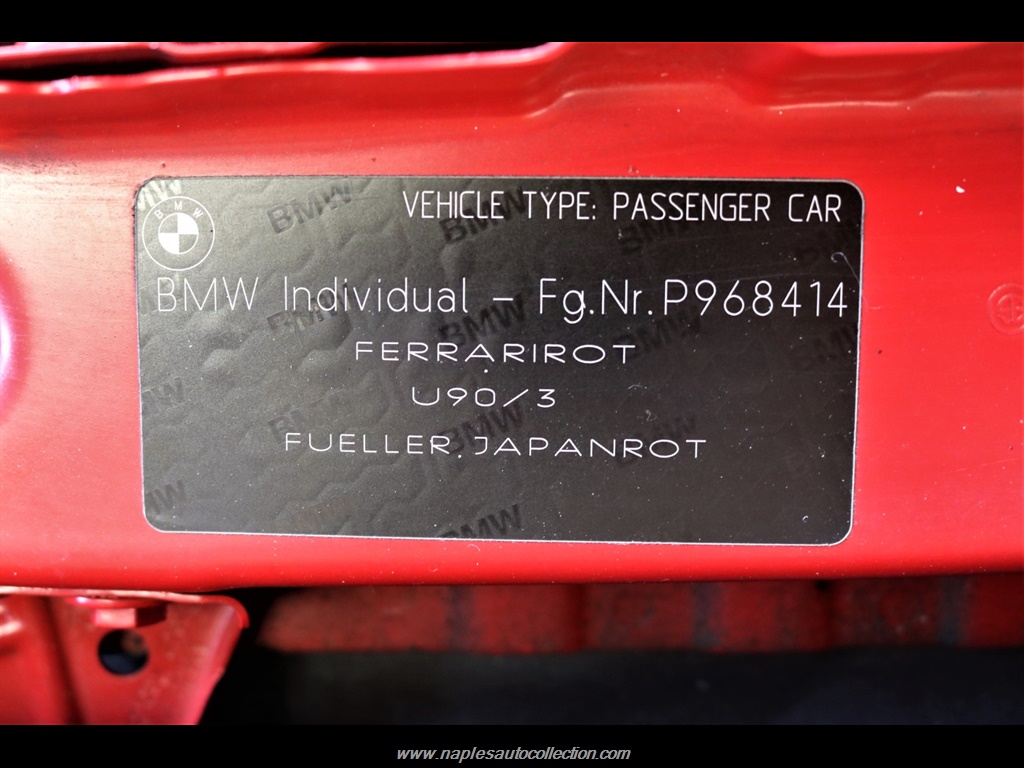 VEHICLE TYPE: PASSENGER CAR
BMW
BMW Individual - Fg.Nr.P968414
FERRARIROT
U90/3
FUELLER JAPANROT
www.naplesautocollection.com